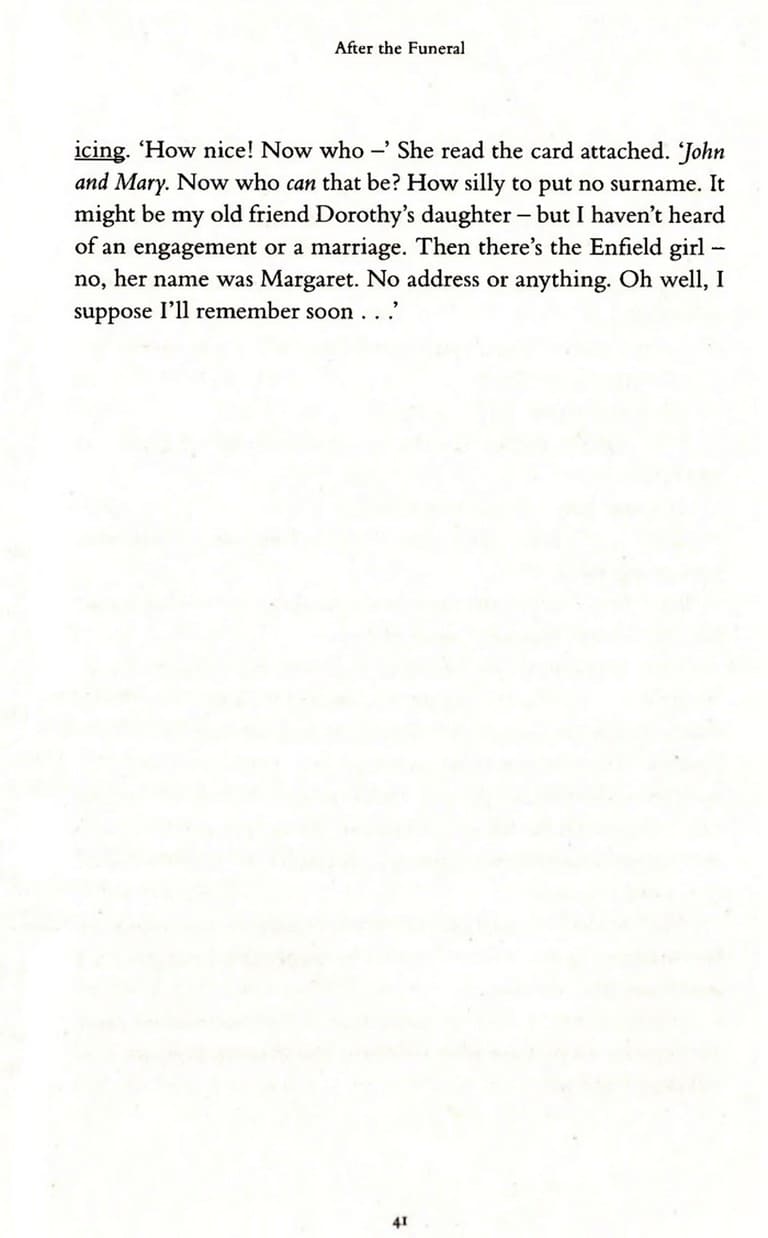 After the Funeral
icing. ‘How nice! Now who –’ She read the card attached. ‘John
and Mary. Now who can that be? How silly to put no surname. It
might be my old friend Dorothy’s daughter – but I haven’t heard
of an engagement or a marriage. Then there’s the Enfield girl –
no, her name was Margaret. No address or anything. Oh well, I
suppose I’ll remember soon . . .’
41